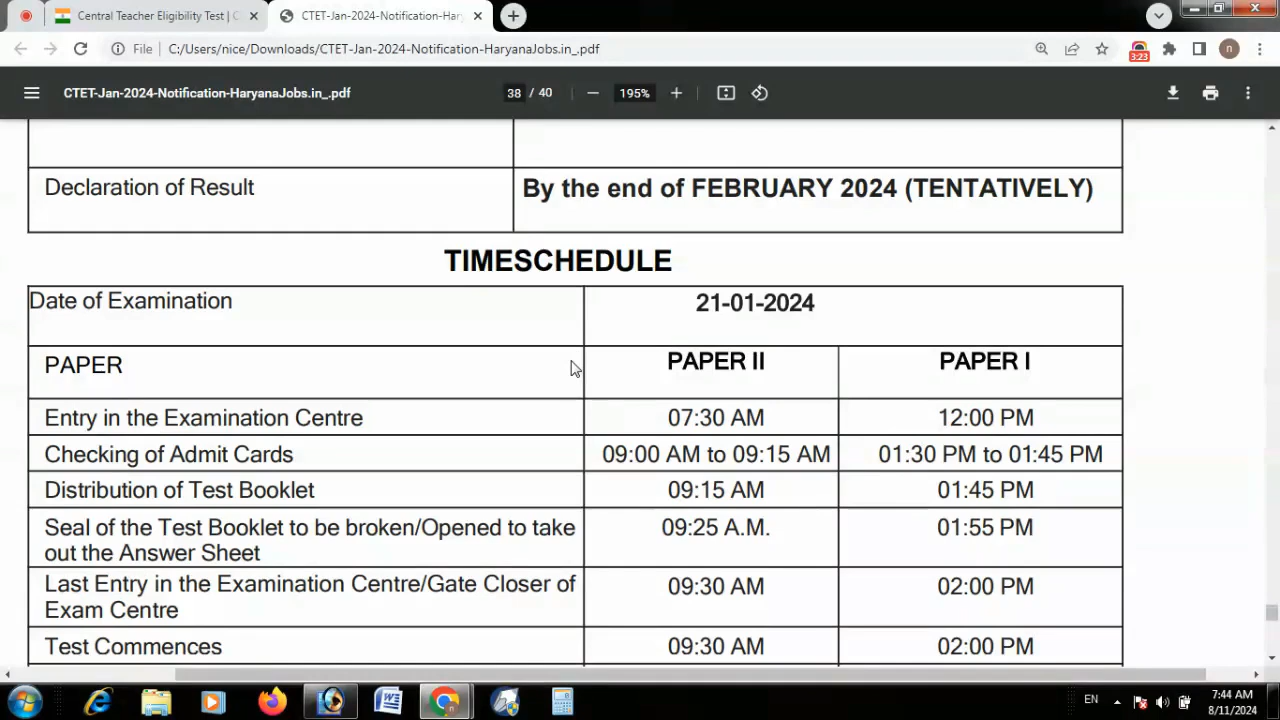 Central Teacher Eligibility Test | C
CTET-Jan-2024-Notification-Harya
File
C:/Users/nice/Downloads/CTET-Jan-2024-Notification-HaryanaJobs.in_.pdf
3:23
n
CTET-Jan-2024-Notification-HaryanaJobs.in_.pdf
38 / 40
195%
Declaration of Result
By the end of FEBRUARY 2024 (TENTATIVELY)
TIMESCHEDULE
Date of Examination 21-01-2024
PAPER PAPER II PAPER I
Entry in the Examination Centre 07:30 AM 12:00 PM
Checking of Admit Cards 09:00 AM to 09:15 AM 01:30 PM to 01:45 PM
Distribution of Test Booklet 09:15 AM 01:45 PM
Seal of the Test Booklet to be broken/Opened to take
out the Answer Sheet 09:25 A.M. 01:55 PM
Last Entry in the Examination Centre/Gate Closer of
Exam Centre 09:30 AM 02:00 PM
Test Commences 09:30 AM 02:00 PM
EN
7:44 AM
8/11/2024